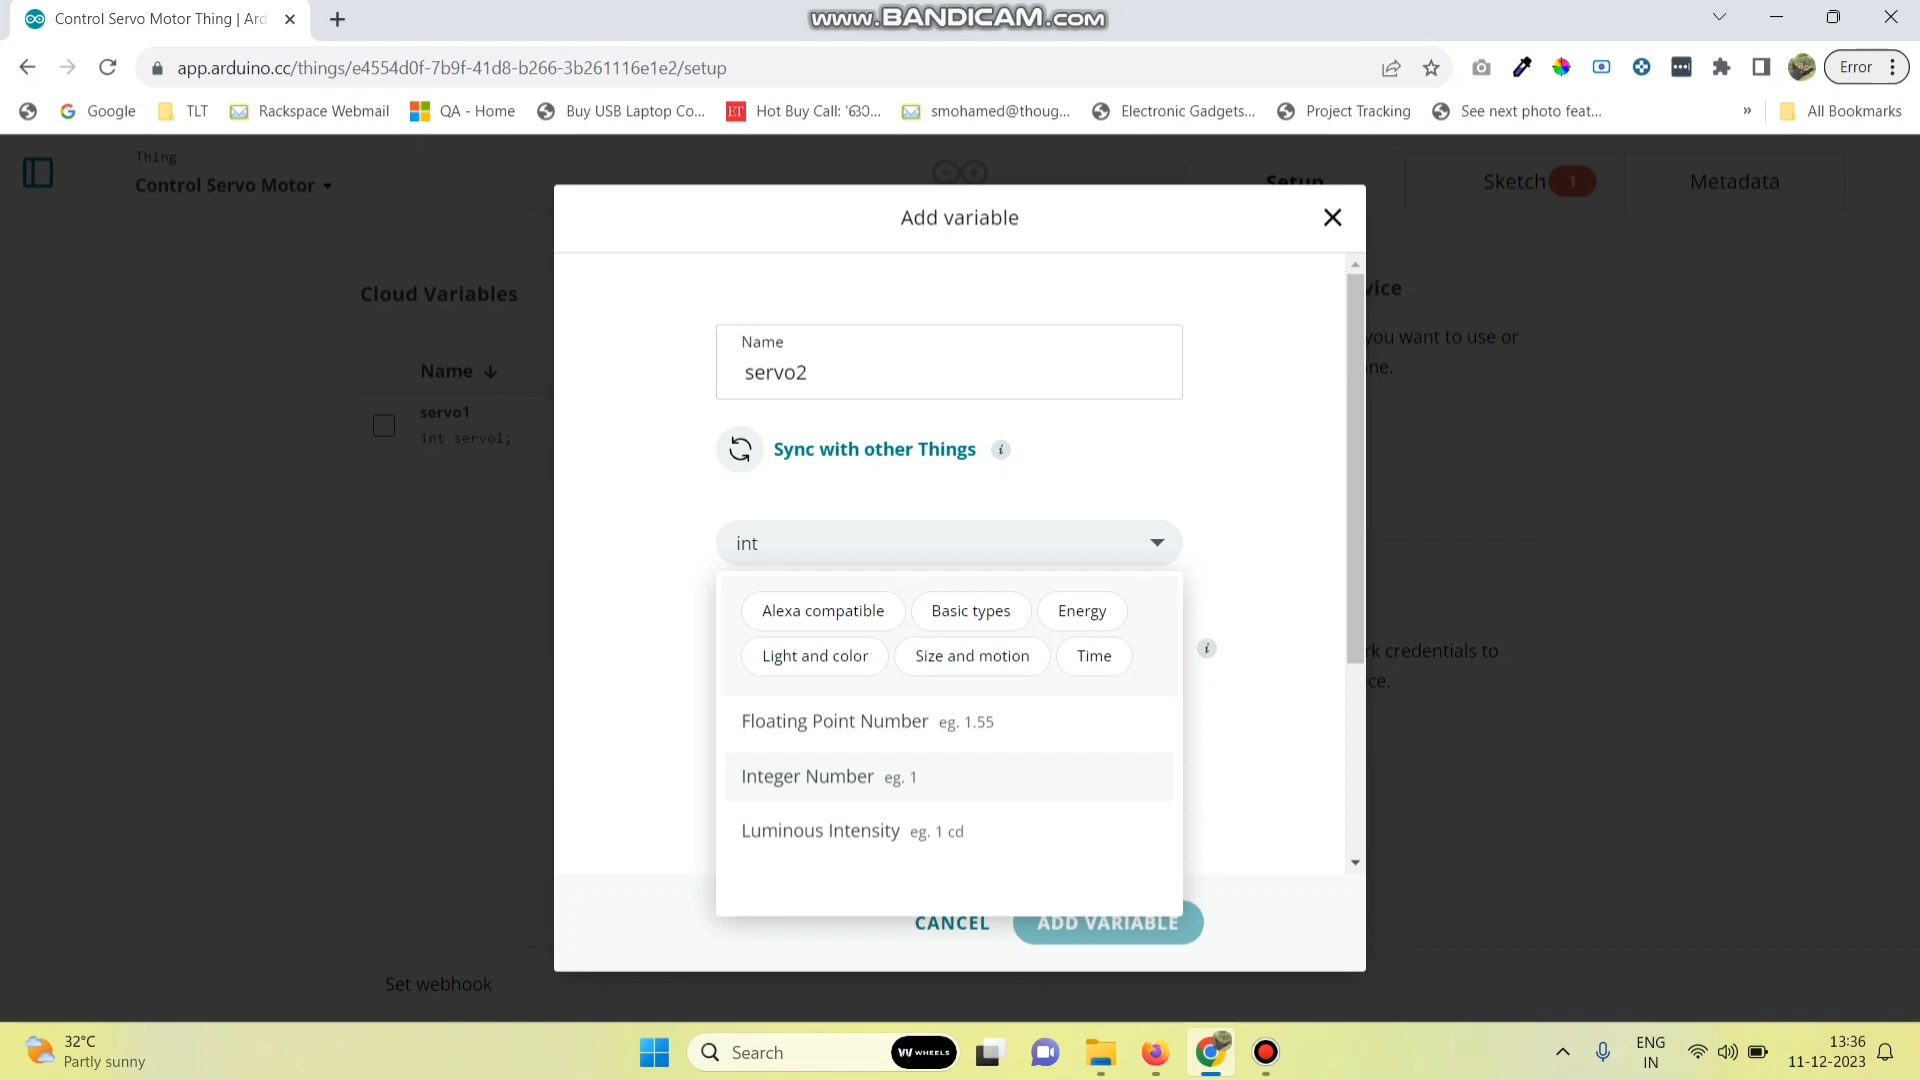 Control Servo Motor Thing | Ard
www.BANDICAM.com
app.arduino.cc/things/e4554d0f-7b9f-41d8-b266-3b261116e1e2/setup
Error
Google
TLT
Rackspace Webmail
QA - Home
Buy USB Laptop Co...
ET
Hot Buy Call: '630...
smohamed@thoug...
Electronic Gadgets...
Project Tracking
See next photo feat...
»
All Bookmarks
Thing
Control Servo Motor
Setup
Sketch 1
Metadata
Add variable
Cloud Variables
vice
Name
servo2
you want to use or
ne.
Name
servo1
int servo1;
Sync with other Things i
int
Alexa compatible
Basic types
Energy
Light and color
Size and motion
Time
i
rk credentials to
ce.
Floating Point Number eg. 1.55
Integer Number eg. 1
Luminous Intensity eg. 1 cd
CANCEL
ADD VARIABLE
Set webhook
32°C
Partly sunny
Search
W WHEELS
ENG
IN
13:36
11-12-2023